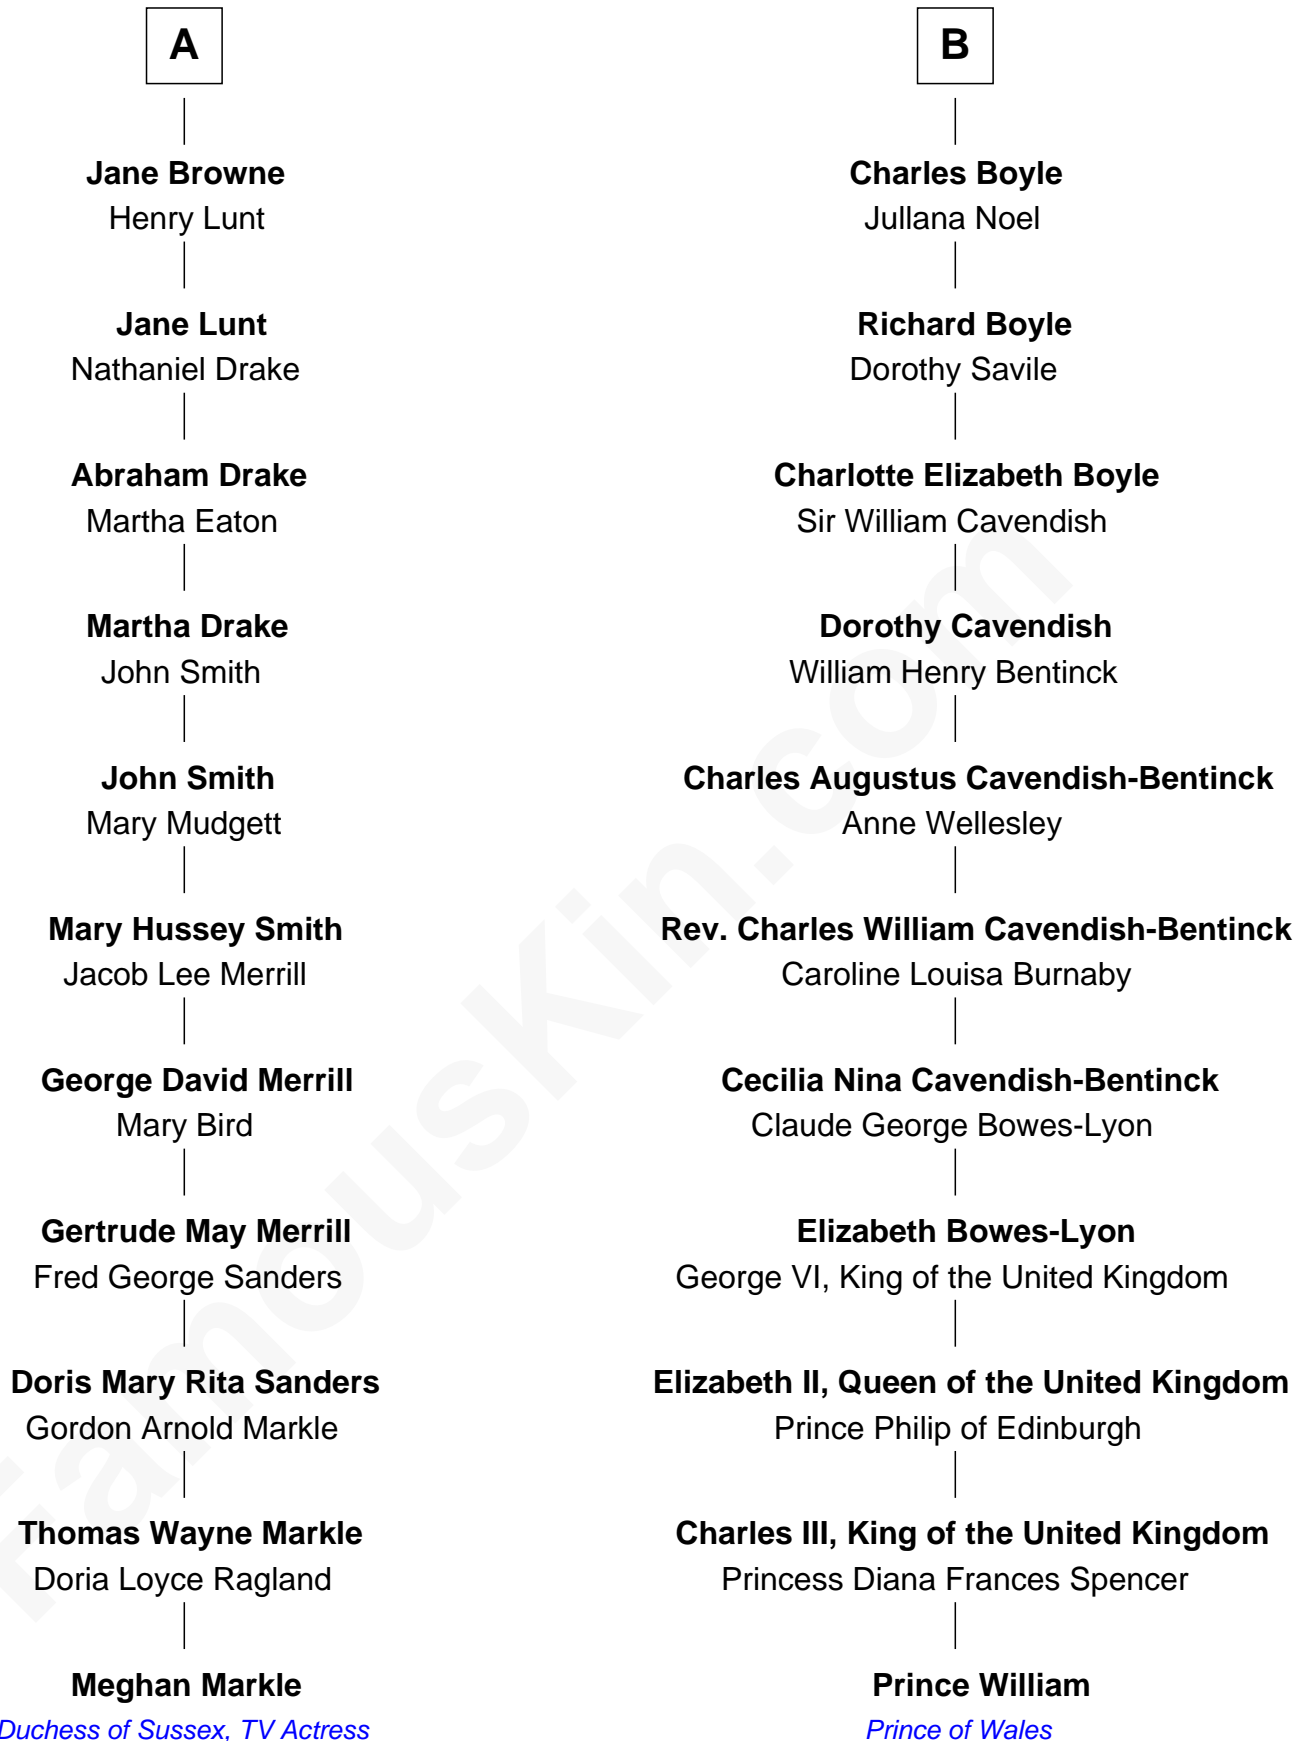 A
Jane Browne
Henry Lunt
Jane Lunt
Nathaniel Drake
Abraham Drake
Martha Eaton
Martha Drake
John Smith
John Smith
Mary Mudgett
Mary Hussey Smith
Jacob Lee Merrill
George David Merrill
Mary Bird
Gertrude May Merrill
Fred George Sanders
Doris Mary Rita Sanders
Gordon Arnold Markle
Thomas Wayne Markle
Doria Loyce Ragland
Meghan Markle
Duchess of Sussex, TV Actress
B
Charles Boyle
Jullana Noel
Richard Boyle
Dorothy Savile
Charlotte Elizabeth Boyle
Sir William Cavendish
Dorothy Cavendish
William Henry Bentinck
Charles Augustus Cavendish-Bentinck
Anne Wellesley
Rev. Charles William Cavendish-Bentinck
Caroline Louisa Burnaby
Cecilia Nina Cavendish-Bentinck
Claude George Bowes-Lyon
Elizabeth Bowes-Lyon
George VI, King of the United Kingdom
Elizabeth II, Queen of the United Kingdom
Prince Philip of Edinburgh
Charles III, King of the United Kingdom
Princess Diana Frances Spencer
Prince William
Prince of Wales
FamousKin.com